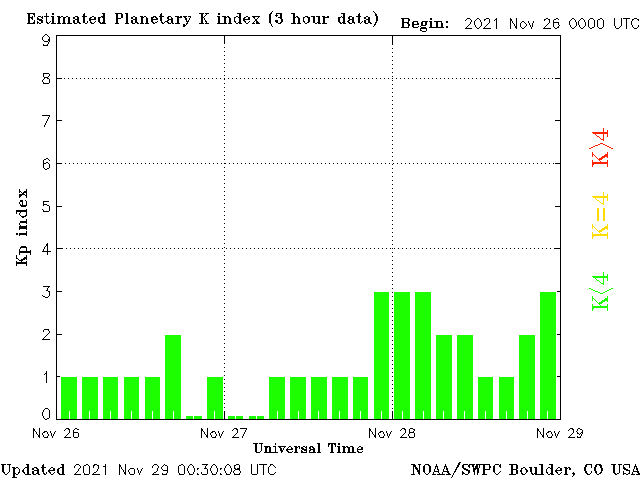 Estimated Planetary K index (3 hour data) Begin: 2021 Nov 26 0000 UTC
9
8
7
6
5
4
3
2
1
0
Kp index
K>4
K=4
K<4
Nov 26 Nov 27 Nov 28 Nov 29
Universal Time
Updated 2021 Nov 29 00:30:08 UTC NOAA/SWPC Boulder, CO USA